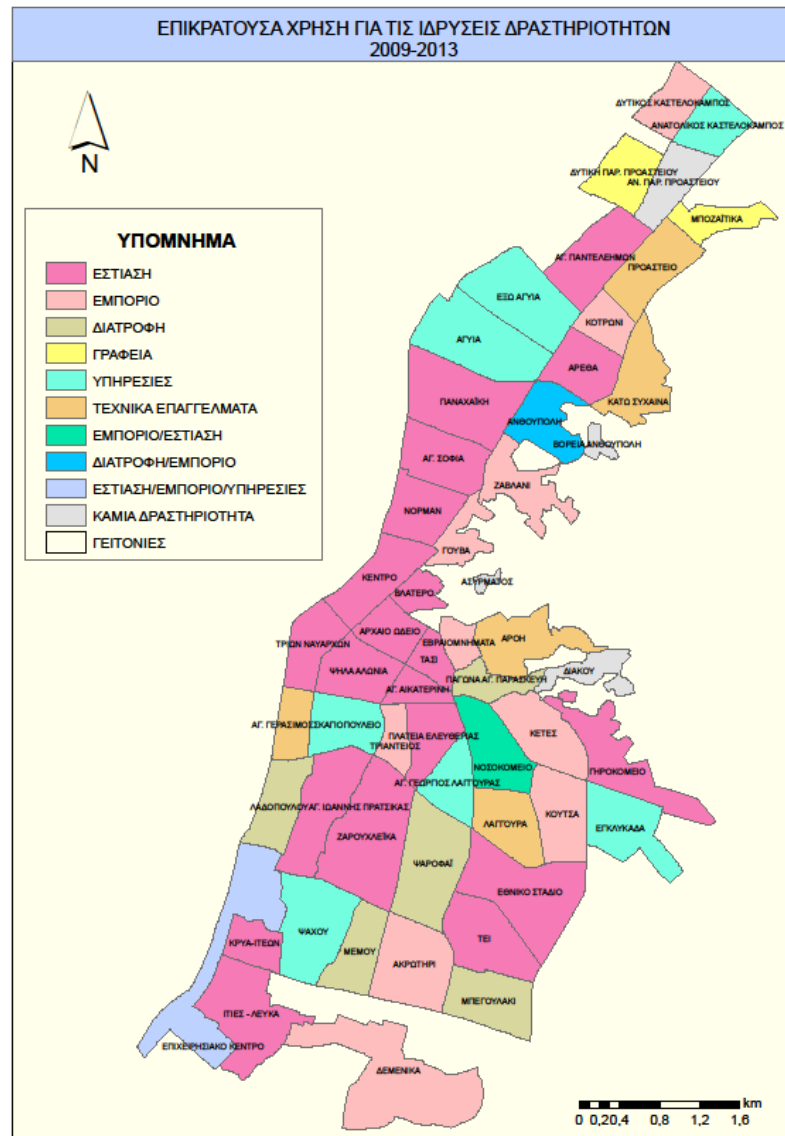 ΕΠΙΚΡΑΤΟΥΣΑ ΧΡΗΣΗ ΓΙΑ ΤΙΣ ΙΔΡΥΣΕΙΣ ΔΡΑΣΤΗΡΙΟΤΗΤΩΝ
2009-2013
N
ΥΠΟΜΝΗΜΑ
ΕΣΤΙΑΣΗ
ΕΜΠΟΡΙΟ
ΔΙΑΤΡΟΦΗ
ΓΡΑΦΕΙΑ
ΥΠΗΡΕΣΙΕΣ
ΤΕΧΝΙΚΑ ΕΠΑΓΓΕΛΜΑΤΑ
ΕΜΠΟΡΙΟ/ΕΣΤΙΑΣΗ
ΔΙΑΤΡΟΦΗ/ΕΜΠΟΡΙΟ
ΕΣΤΙΑΣΗ/ΕΜΠΟΡΙΟ/ΥΠΗΡΕΣΙΕΣ
ΚΑΜΙΑ ΔΡΑΣΤΗΡΙΟΤΗΤΑ
ΓΕΙΤΟΝΙΕΣ
ΔΥΤΙΚΟΣ ΚΑΣΤΕΛΟΚΑΜΠΟΣ
ΑΝΑΤΟΛΙΚΟΣ ΚΑΣΤΕΛΟΚΑΜΠΟΣ
ΔΥΤΙΚΗ ΠΑΡ. ΠΡΟΑΣΤΕΙΟΥ
ΑΝ. ΠΑΡ. ΠΡΟΑΣΤΕΙΟΥ
ΜΠΟΖΑΪΤΙΚΑ
ΑΓ. ΠΑΝΤΕΛΕΗΜΩΝ
ΠΡΟΑΣΤΕΙΟ
ΕΞΩ ΑΓΥΙΑ
ΚΟΤΡΩΝΙ
ΑΓΥΙΑ
ΑΡΕΘΑ
ΚΑΤΩ ΣΥΧΑΙΝΑ
ΠΑΝΑΧΑΪΚΗ
ΑΝΘΟΥΠΟΛΗ
ΒΟΡΕΙΑ ΑΝΘΟΥΠΟΛΗ
ΑΓ. ΣΟΦΙΑ
ΖΑΒΛΑΝΙ
ΝΟΡΜΑΝ
ΓΟΥΒΑ
ΚΕΝΤΡΟ
ΑΣΥΡΜΑΤΟΣ
ΒΛΑΤΕΡΟ
ΑΡΧΑΙΟ ΩΔΕΙΟ
ΤΡΙΩΝ ΝΑΥΑΡΧΩΝ
ΕΒΡΑΙΟΜΝΗΜΑΤΑ
ΑΡΟΗ
ΤΑΣΙ
ΨΗΛΑ ΑΛΩΝΙΑ
ΔΙΑΚΟΥ
ΠΑΓΩΝΑ ΑΓ. ΠΑΡΑΣΚΕΥΗ
ΑΓ. ΑΙΚΑΤΕΡΙΝΗ
ΑΓ. ΓΕΡΑΣΙΜΟΣ
ΣΚΑΓΙΟΠΟΥΛΕΙΟ
ΚΕΤΕΣ
ΠΛΑΤΕΙΑ ΕΛΕΥΘΕΡΙΑΣ
ΤΡΙΑΝΤΕΙΟΣ
ΝΟΣΟΚΟΜΕΙΟ
ΓΗΡΟΚΟΜΕΙΟ
ΑΓ. ΓΕΩΡΓΙΟΣ ΛΑΓΓΟΥΡΑΣ
ΛΑΔΟΠΟΥΛΟΥ
ΑΓ. ΙΩΑΝΝΗΣ ΠΡΑΤΣΙΚΑΣ
ΚΟΥΤΣΑ
ΛΑΓΓΟΥΡΑ
ΕΓΛΥΚΑΔΑ
ΖΑΡΟΥΧΛΕΪΚΑ
ΨΑΡΟΦΑΪ
ΕΘΝΙΚΟ ΣΤΑΔΙΟ
ΨΑΧΟΥ
ΚΡΥΑ-ΙΤΕΩΝ
ΤΕΙ
ΜΕΜΟΥ
ΑΚΡΩΤΗΡΙ
ΜΠΕΓΟΥΛΑΚΙ
ΙΤΙΕΣ - ΛΕΥΚΑ
ΕΠΙΧΕΙΡΗΣΙΑΚΟ ΚΕΝΤΡΟ
ΔΕΜΕΝΙΚΑ
km
0 0,20,4 0,8 1,2 1,6